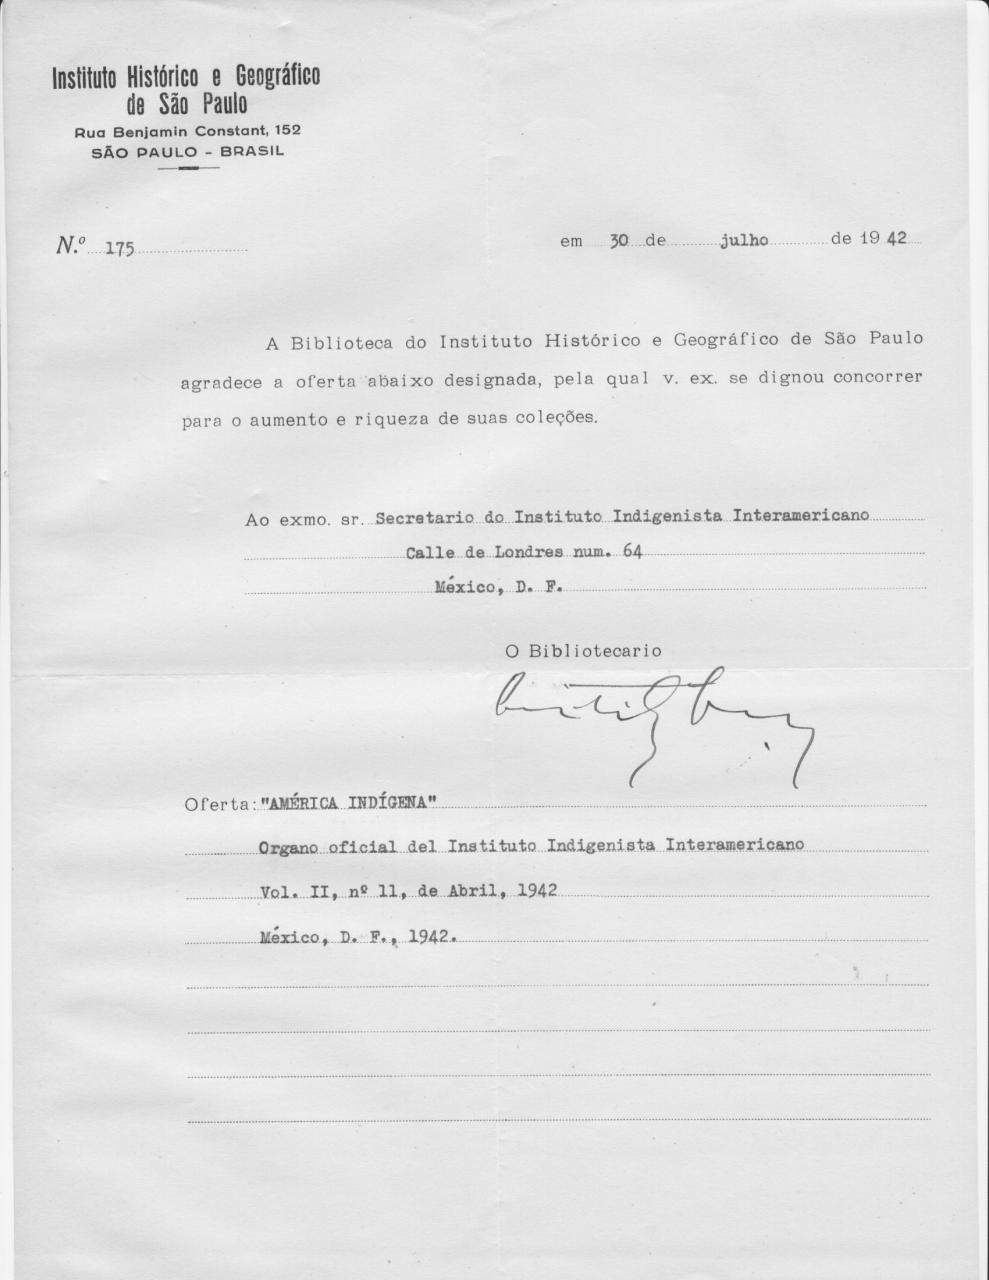 Instituto Histórico e Geográfico
de São Paulo
Rua Benjamin Constant, 152
SÃO PAULO - BRASIL
N.º 175
em 30 de julho de 1942
A Biblioteca do Instituto Histórico e Geográfico de São Paulo
agradece a oferta abaixo designada, pela qual v. ex. se dignou concorrer
para o aumento e riqueza de suas coleções.
Ao exmo. sr. Secretario do Instituto Indigenista Interamericano
Calle de Londres num. 64
México, D. F.
O Bibliotecario
Oferta: "AMÉRICA INDÍGENA"
Organo oficial del Instituto Indigenista Interamericano
Vol. II, nº 11, de Abril, 1942
México, D. F., 1942.